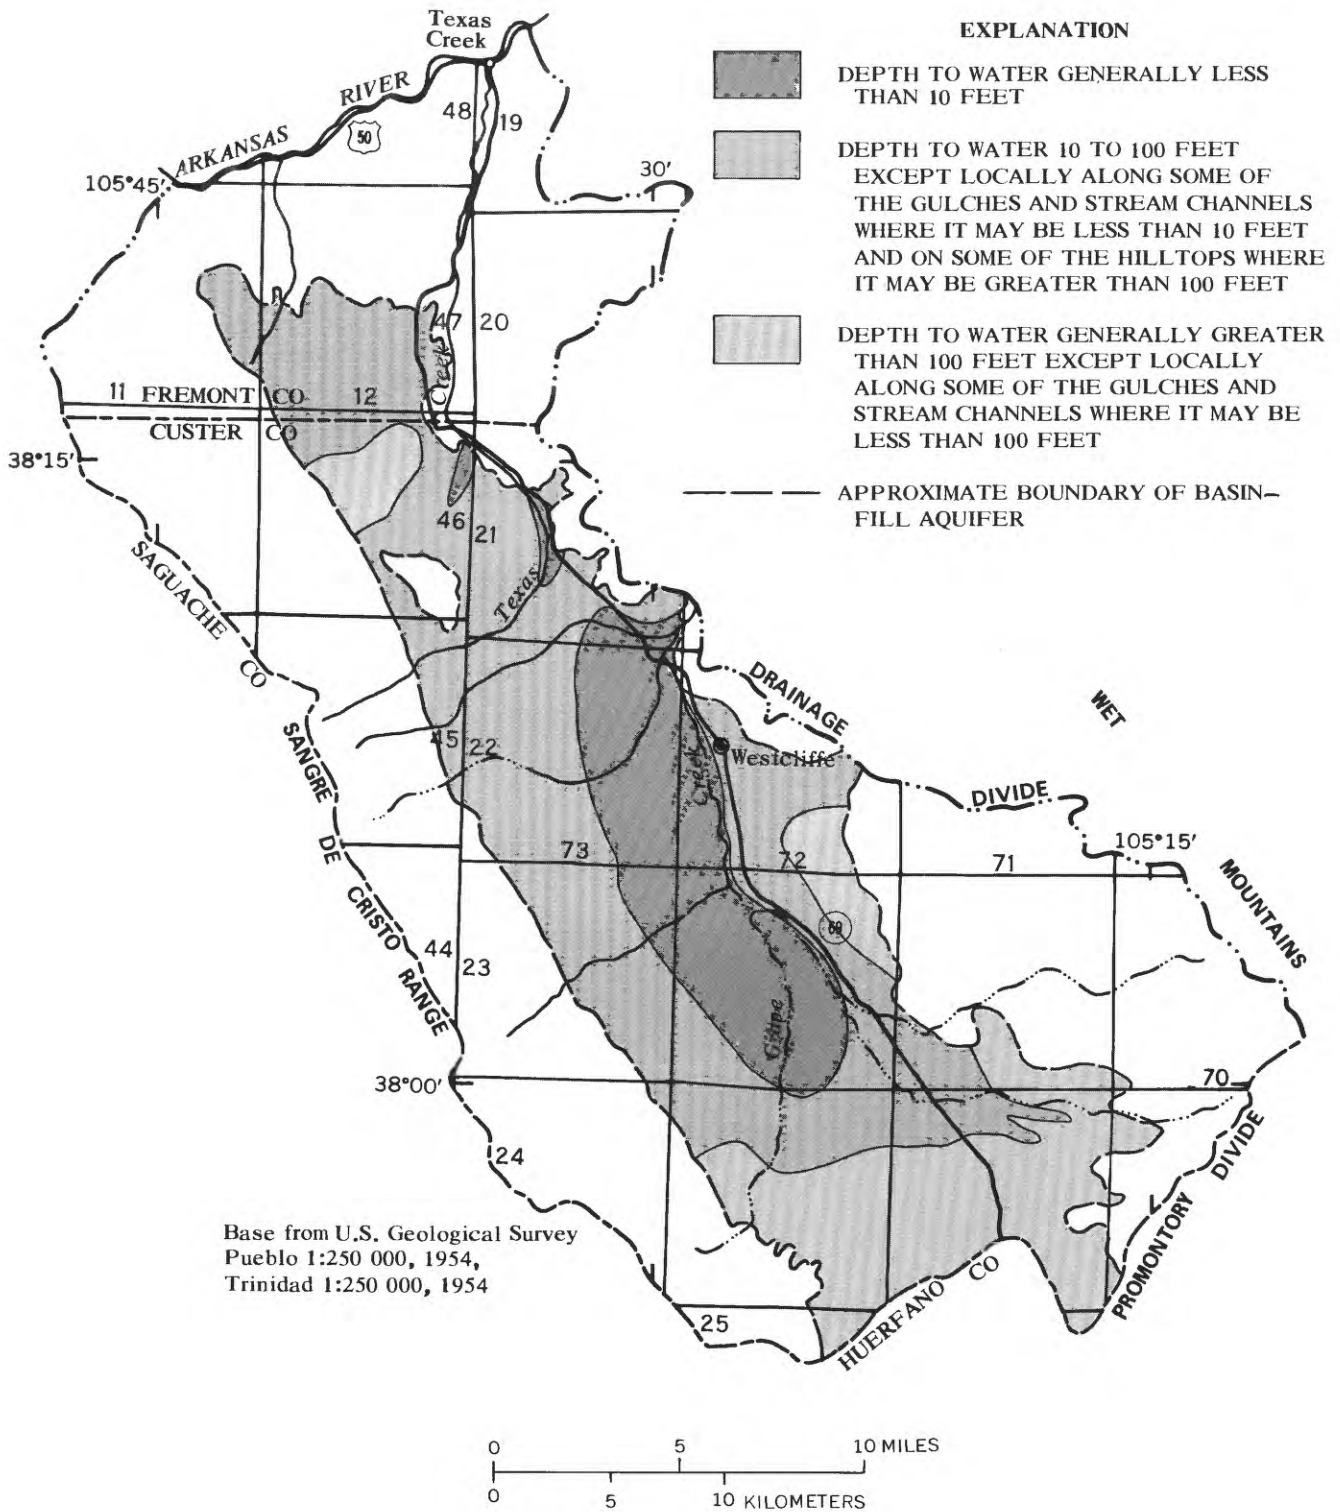 Texas
Creek
ARKANSAS RIVER
50
48
19
105°45'
30'
47
20
Creek
11
FREMONT CO
12
CUSTER CO
38°15'
46
21
Texas
SAGUACHE CO
SANGRE DE CRISTO RANGE
45
22
DRAINAGE DIVIDE
WET MOUNTAINS
Westcliffe
Creek
73
72
71
105°15'
69
44
23
Grape
38°00'
70
24
PROMONTORY DIVIDE
25
HUERFANO CO
EXPLANATION
DEPTH TO WATER GENERALLY LESS
THAN 10 FEET
DEPTH TO WATER 10 TO 100 FEET
EXCEPT LOCALLY ALONG SOME OF
THE GULCHES AND STREAM CHANNELS
WHERE IT MAY BE LESS THAN 10 FEET
AND ON SOME OF THE HILLTOPS WHERE
IT MAY BE GREATER THAN 100 FEET
DEPTH TO WATER GENERALLY GREATER
THAN 100 FEET EXCEPT LOCALLY
ALONG SOME OF THE GULCHES AND
STREAM CHANNELS WHERE IT MAY BE
LESS THAN 100 FEET
APPROXIMATE BOUNDARY OF BASIN–
FILL AQUIFER
Base from U.S. Geological Survey
Pueblo 1:250 000, 1954,
Trinidad 1:250 000, 1954
0 5 10 MILES
0 5 10 KILOMETERS